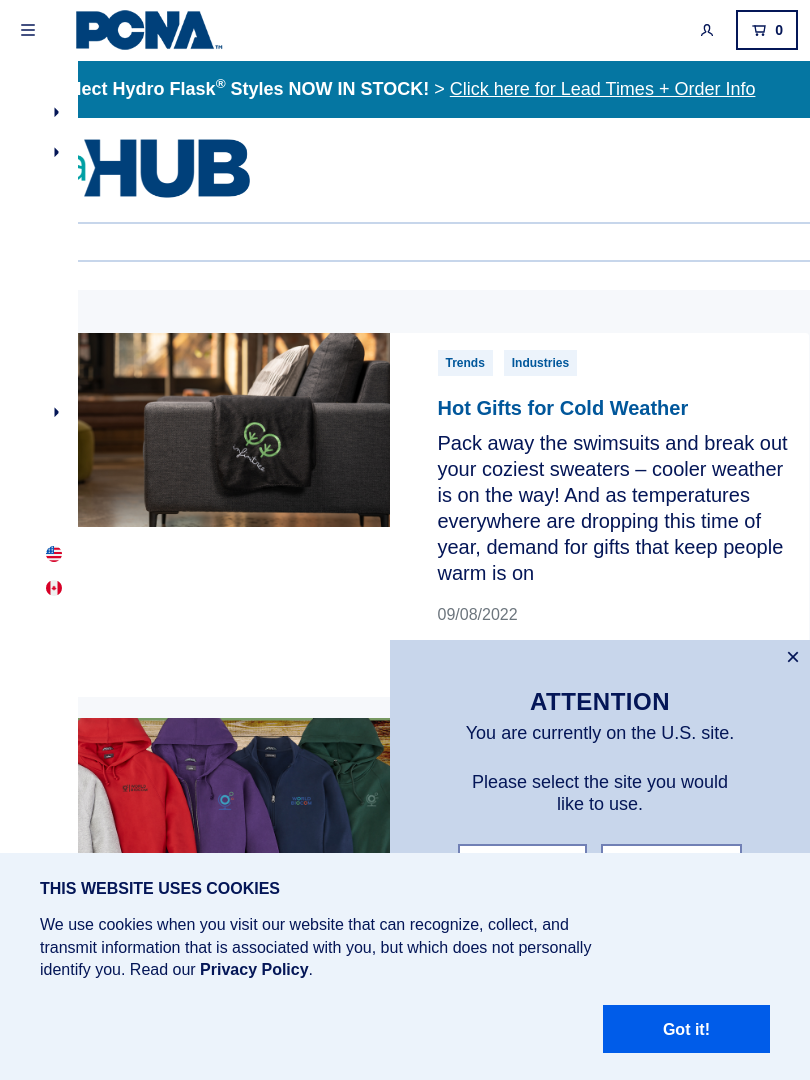 PCNA™
0
lect Hydro Flask® Styles NOW IN STOCK! > Click here for Lead Times + Order Info
a HUB
Trends Industries
Hot Gifts for Cold Weather
Pack away the swimsuits and break out
your coziest sweaters – cooler weather
is on the way! And as temperatures
everywhere are dropping this time of
year, demand for gifts that keep people
warm is on
infinitree
09/08/2022
×
ATTENTION
You are currently on the U.S. site.
Please select the site you would
like to use.
THIS WEBSITE USES COOKIES
We use cookies when you visit our website that can recognize, collect, and
transmit information that is associated with you, but which does not personally
identify you. Read our Privacy Policy.
Got it!